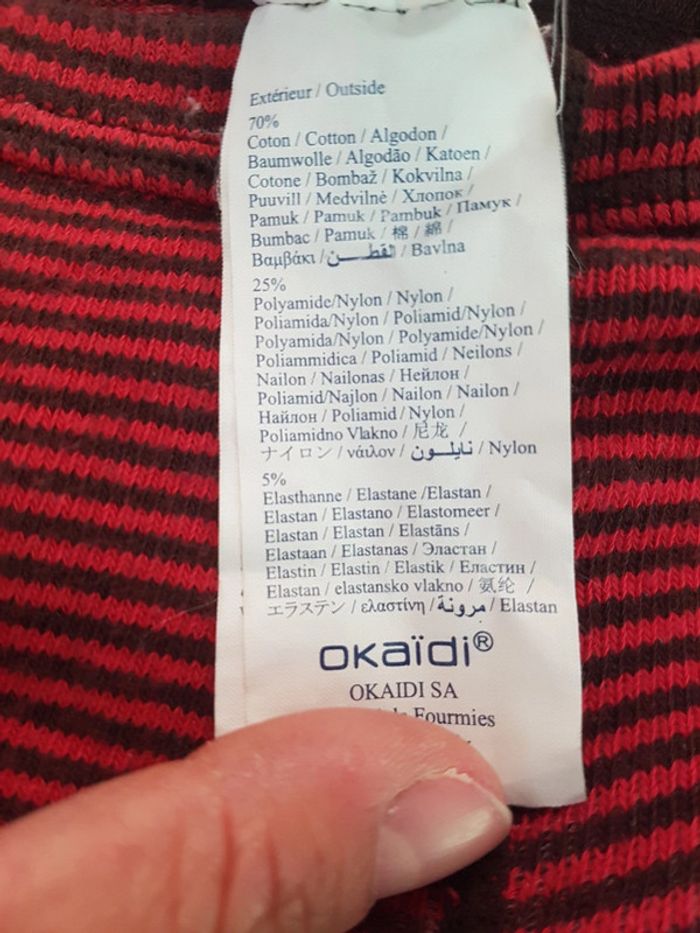 Extérieur / Outside
70%
Coton / Cotton / Algodon /
Baumwolle / Algodão / Katoen /
Cotone / Bombaž / Kokvilna /
Puuvill / Medvilnė / Хлопок /
Pamuk / Pamuk / Pambuk / Памук /
Bumbac / Pamuk / 棉 / 綿 /
Βαμβάκι / القطـــن / Bavlna
25%
Polyamide/Nylon / Nylon /
Poliamida/Nylon / Poliamid/Nylon /
Polyamida/Nylon / Polyamide/Nylon /
Poliammidica / Poliamid / Neilons /
Nailon / Nailonas / Нейлон /
Poliamid/Najlon / Nailon / Nailon /
Найлон / Poliamid / Nylon /
Poliamidno Vlakno / 尼龙 /
ナイロン / νάιλον / نايلــون / Nylon
5%
Elasthanne / Elastane /Elastan /
Elastan / Elastano / Elastomeer /
Elastan / Elastan / Elastāns /
Elastaan / Elastanas / Эластан /
Elastin / Elastin / Elastik / Еластин /
Elastan / elastansko vlakno / 氨纶 /
エラステン / ελαστίνη / مرونة / Elastan
OKAÏDI®
OKAIDI SA
Fourmies